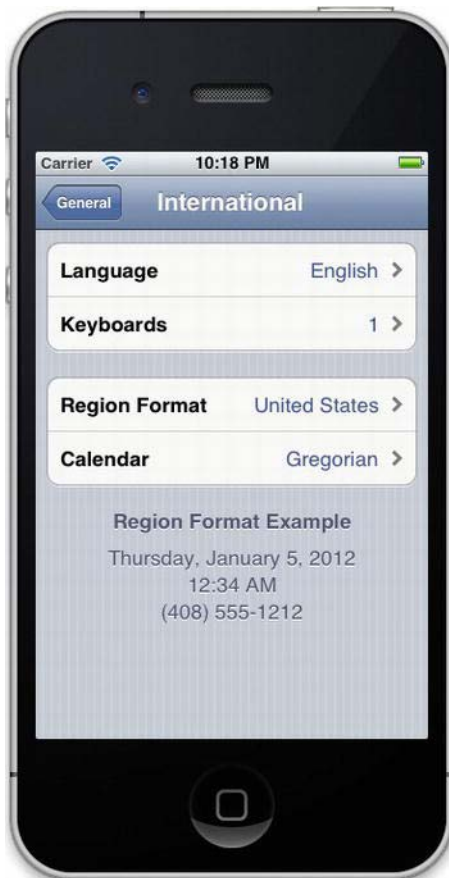 Carrier 10:18 PM
General International
Language English
Keyboards 1
Region Format United States
Calendar Gregorian
Region Format Example
Thursday, January 5, 2012
12:34 AM
(408) 555-1212